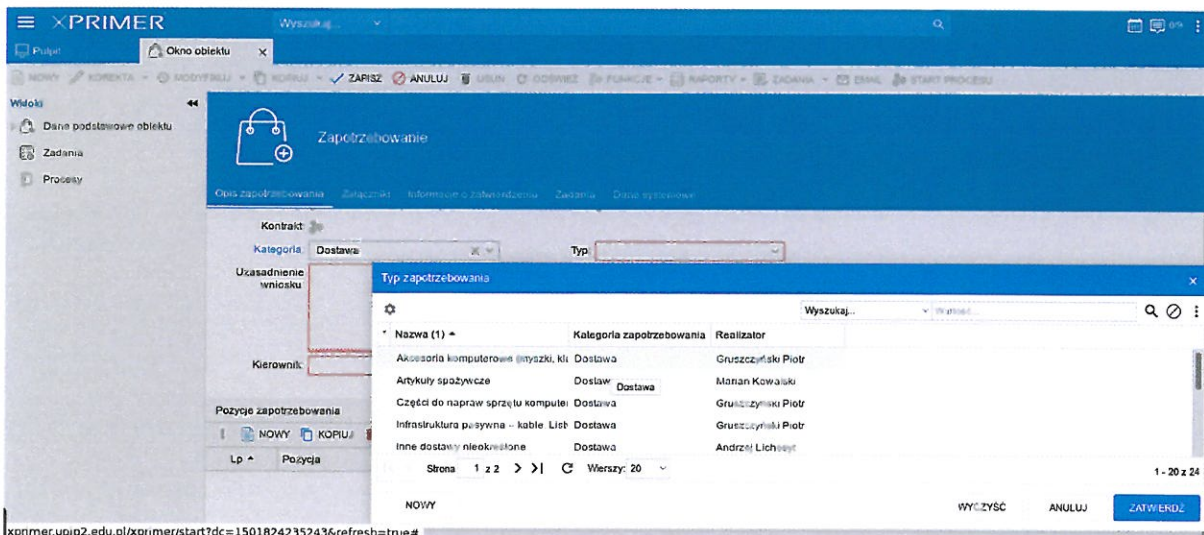 XPRIMER Wyszukaj...
Pulpit Okno obiektu
NOWY KOREKTA MODYFIKUJ KOPIUJ ZAPISZ ANULUJ USUŃ ODŚWIEŻ FUNKCJE RAPORTY ZADANIA EMAIL START PROCESU
Widoki
Dane podstawowe obiektu
Zadania
Procesy
Zapotrzebowanie
Opis zapotrzebowania Załączniki Informacje o zatwierdzeniu Zadania Dane systemowe
Kontrakt:
Kategoria: Dostawa Typ:
Uzasadnienie wniosku:
Kierownik:
Pozycje zapotrzebowania
NOWY KOPIUJ
Lp Pozycja
Typ zapotrzebowania
Wyszukaj... Wartość...
Nazwa (1) Kategoria zapotrzebowania Realizator
Akcesoria komputerowe (myszki, kl Dostawa Gruszczyński Piotr
Artykuły spożywcze Dostaw Dostawa Marian Kowalski
Części do napraw sprzętu komputer Dostawa Gruszczyński Piotr
Infrastruktura pasywna – kable List Dostawa Gruszczyński Piotr
Inne dostawy nieokreślone Dostawa Andrzej
Strona 1 z 2 Wierszy: 20 1 - 20 z 24
NOWY WYCZYŚĆ ANULUJ ZATWIERDŹ
xprimer.upjp2.edu.pl/xprimer/start?dc=1501824235243&refresh=true#